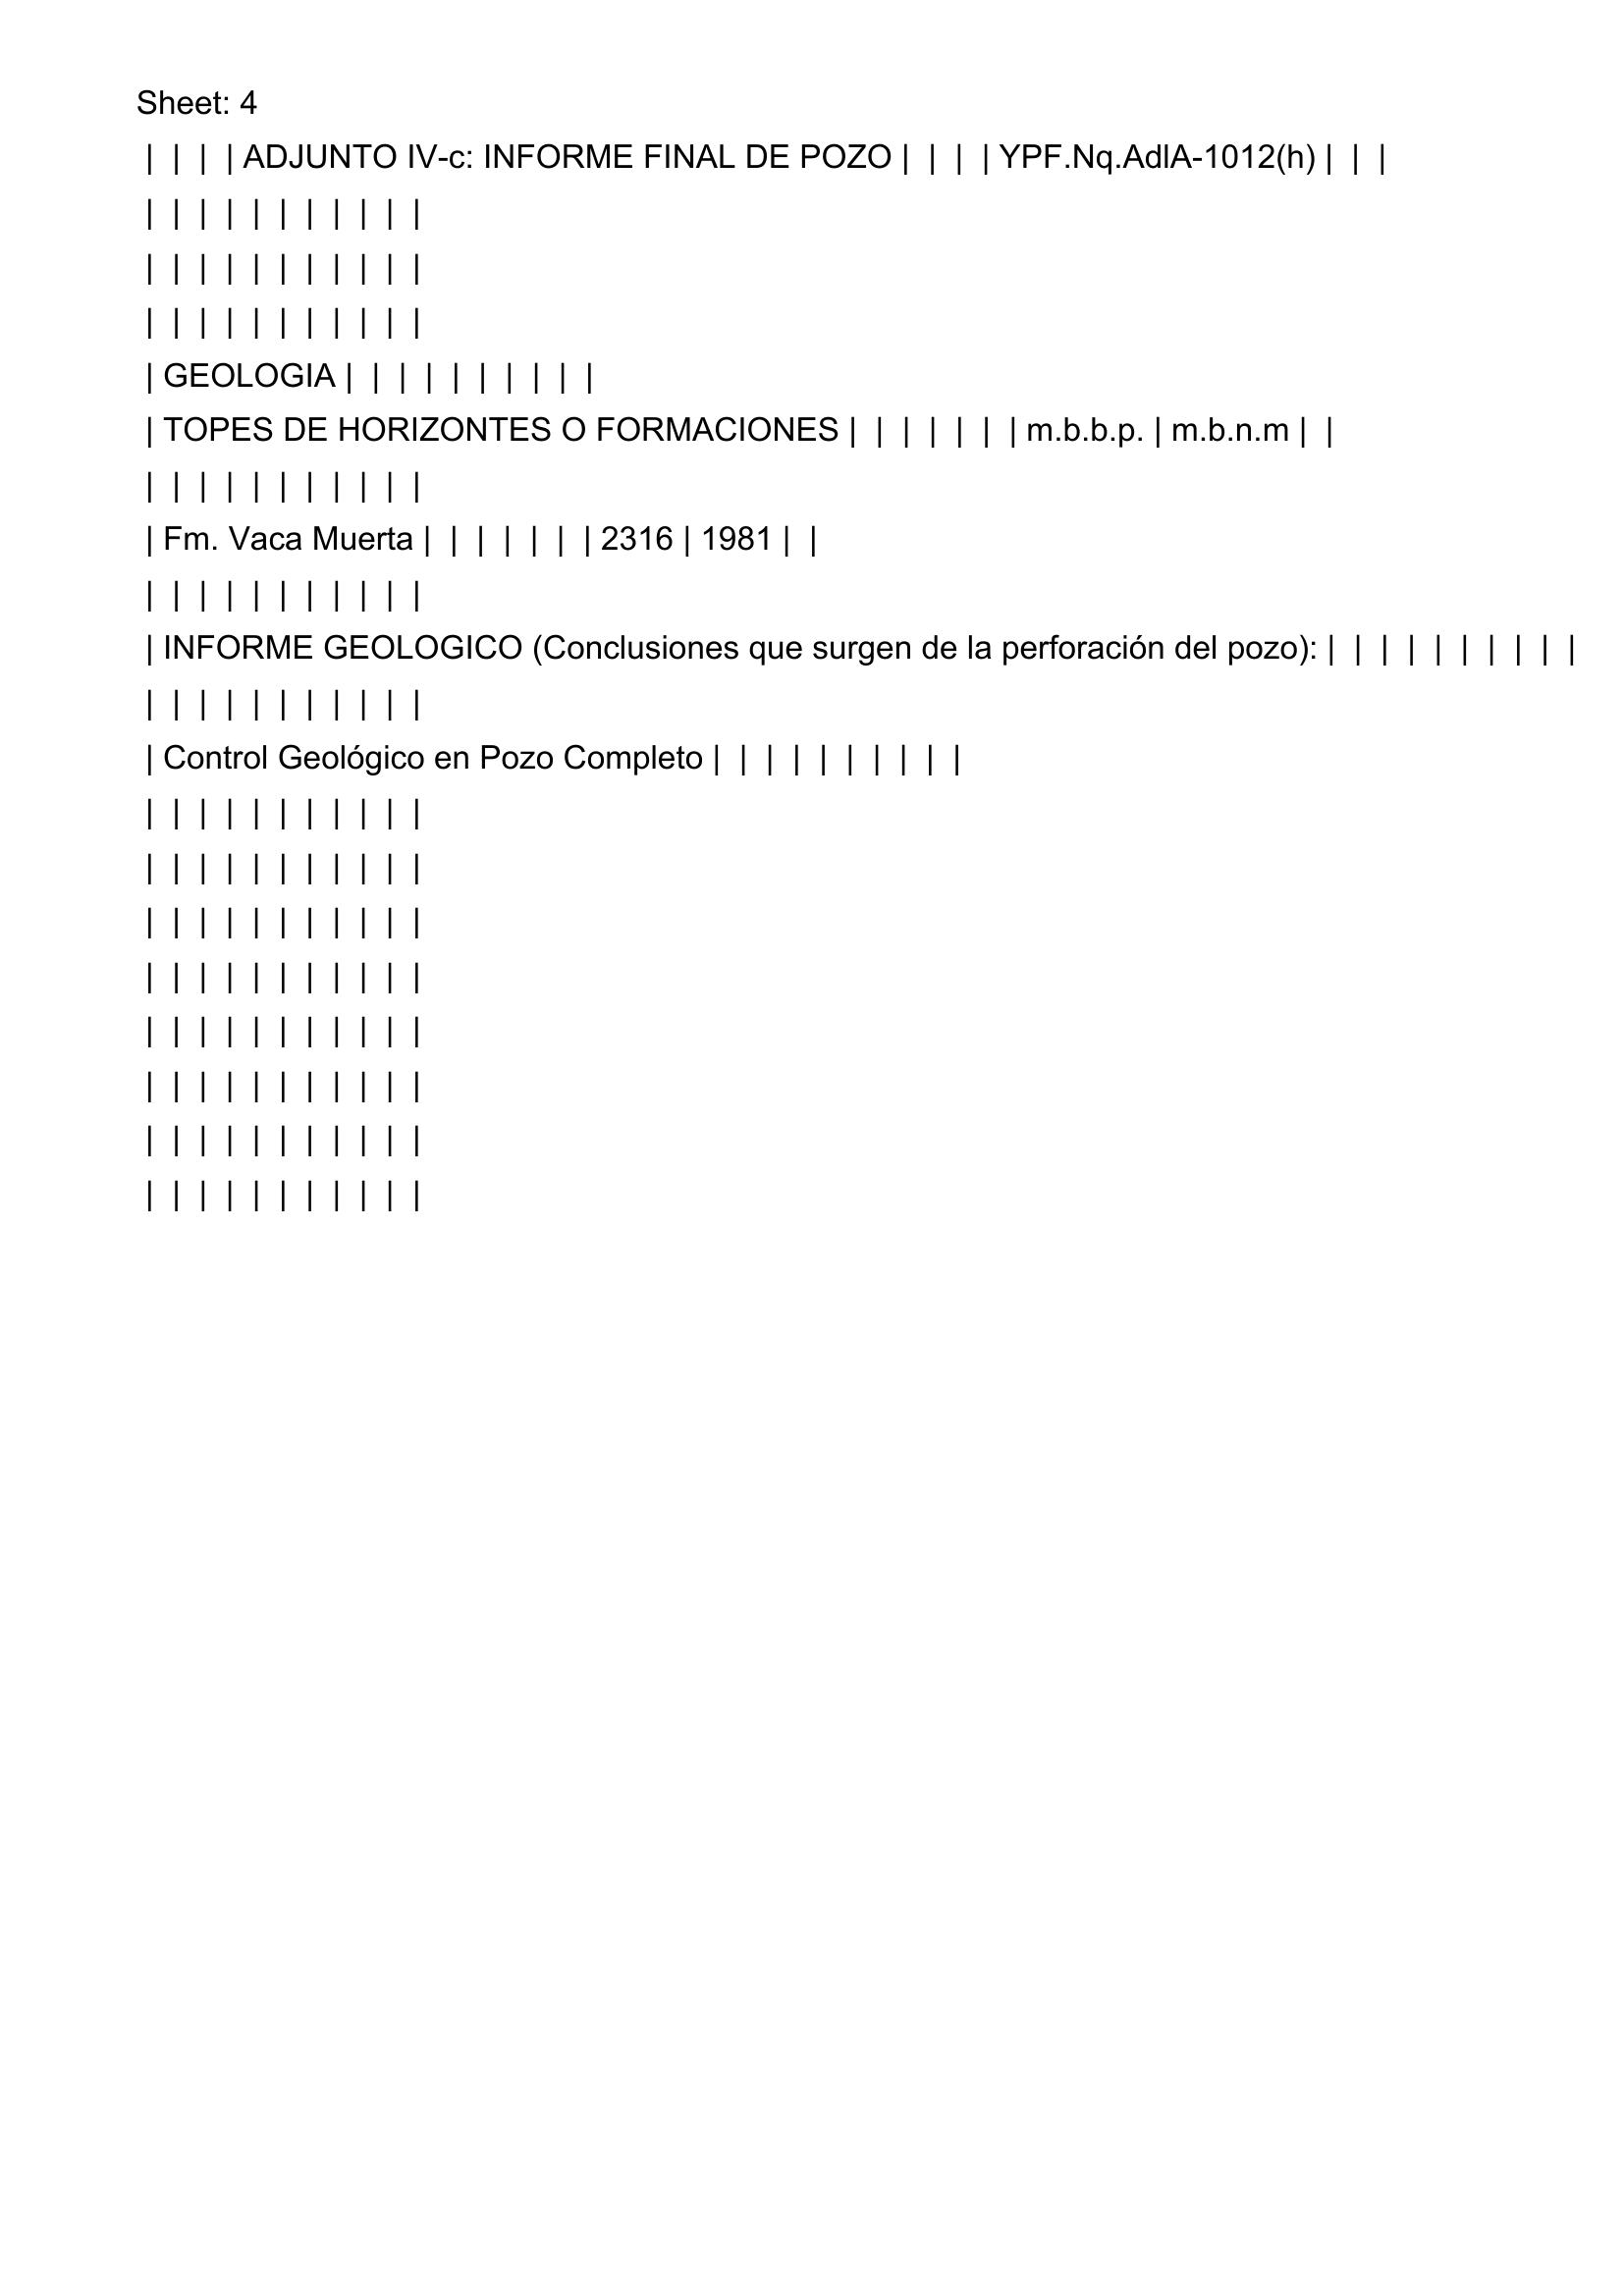 Sheet: 4
| | | | ADJUNTO IV-c: INFORME FINAL DE POZO | | | | YPF.Nq.AdlA-1012(h) | | |
| | | | | | | | | | |
| | | | | | | | | | |
| | | | | | | | | | |
| GEOLOGIA | | | | | | | | | |
| TOPES DE HORIZONTES O FORMACIONES | | | | | | | m.b.b.p. | m.b.n.m | |
| | | | | | | | | | |
| Fm. Vaca Muerta | | | | | | | 2316 | 1981 | |
| | | | | | | | | | |
| INFORME GEOLOGICO (Conclusiones que surgen de la perforación del pozo): | | | | | | | | | |
| | | | | | | | | | |
| Control Geológico en Pozo Completo | | | | | | | | | |
| | | | | | | | | | |
| | | | | | | | | | |
| | | | | | | | | | |
| | | | | | | | | | |
| | | | | | | | | | |
| | | | | | | | | | |
| | | | | | | | | | |
| | | | | | | | | | |